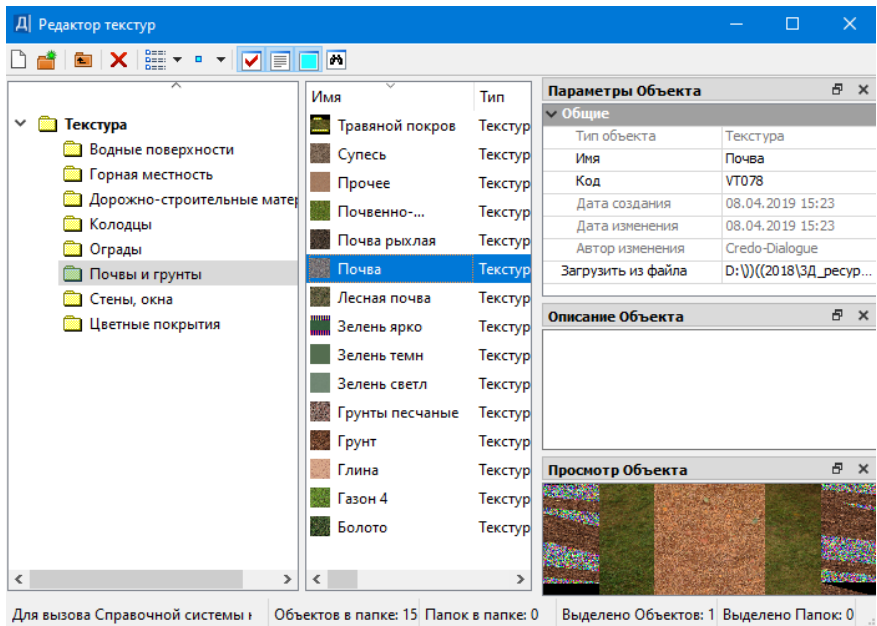 Д Редактор текстур
Текстура
Водные поверхности
Горная местность
Дорожно-строительные матер
Колодцы
Ограды
Почвы и грунты
Стены, окна
Цветные покрытия
Имя Тип
Травяной покров Текстур
Супесь Текстур
Прочее Текстур
Почвенно-... Текстур
Почва рыхлая Текстур
Почва Текстур
Лесная почва Текстур
Зелень ярко Текстур
Зелень темн Текстур
Зелень светл Текстур
Грунты песчаные Текстур
Грунт Текстур
Глина Текстур
Газон 4 Текстур
Болото Текстур
Параметры Объекта
Общие
Тип объекта Текстура
Имя Почва
Код VT078
Дата создания 08.04.2019 15:23
Дата изменения 08.04.2019 15:23
Автор изменения Credo-Dialogue
Загрузить из файла D:\))((2018\3Д_ресур...
Описание Объекта
Просмотр Объекта
Для вызова Справочной системы н Объектов в папке: 15 Папок в папке: 0 Выделено Объектов: 1 Выделено Папок: 0